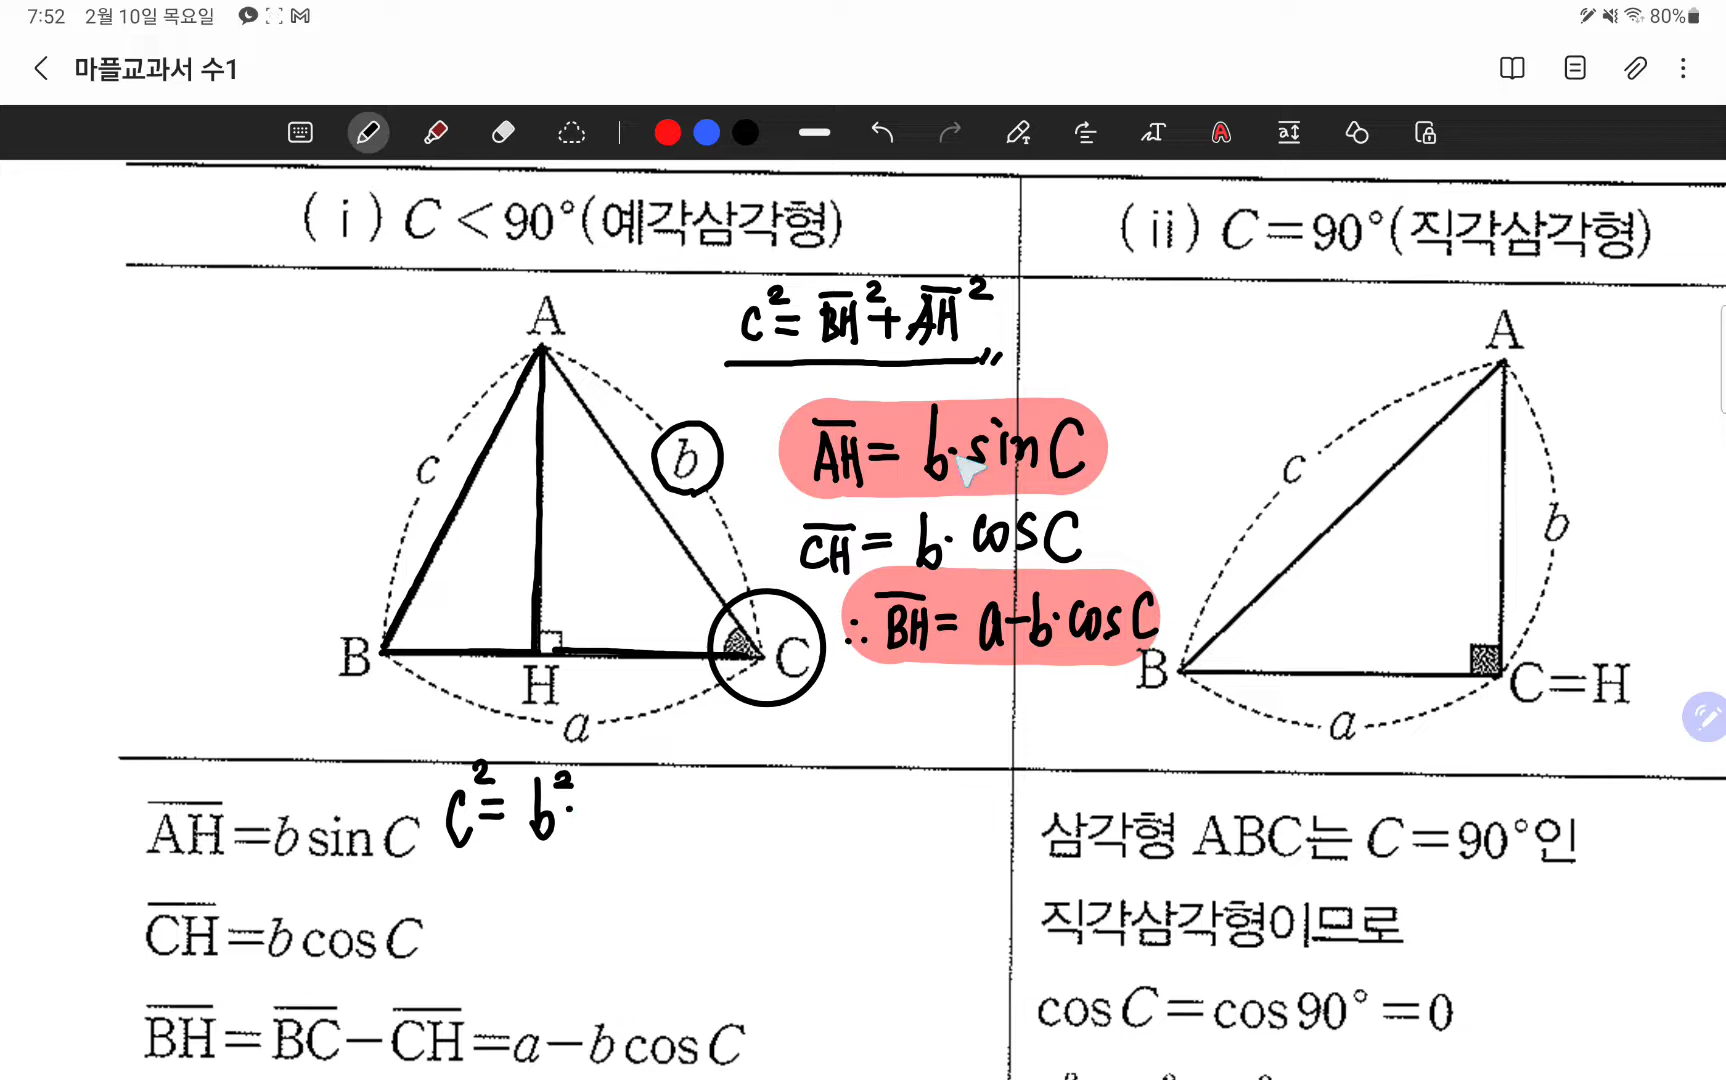 7:52 2월 10일 목요일
80%
마플교과서 수1
(i) C<90°(예각삼각형)
(ii) C=90°(직각삼각형)
c²=BH²+AH²
A
c
b
B
H
C
a
AH=b·sinC
CH=b·cosC
∴BH=a-b·cosC
A
c
b
B
C=H
a
AH=b sin C
c²=b²·
CH=b cos C
BH=BC-CH=a-b cos C
삼각형 ABC는 C=90°인
직각삼각형이므로
cos C=cos 90°=0